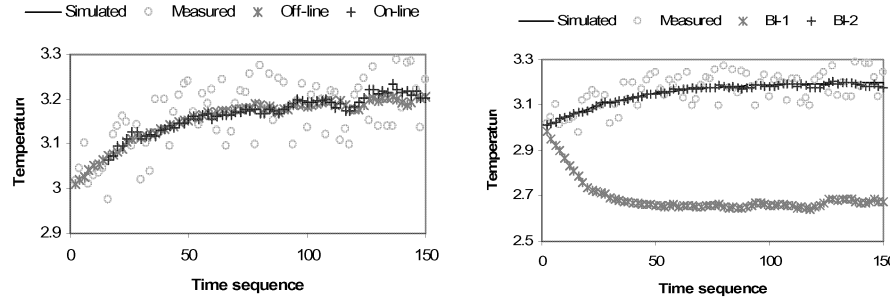 Simulated Measured Off-line On-line
3.3
3.2
3.1
3
2.9
Temperatun
0 50 100 150
Time sequence
Simulated Measured BI-1 BI-2
3.3
3.1
2.9
2.7
2.5
Temperatun
0 50 100 150
Time sequence